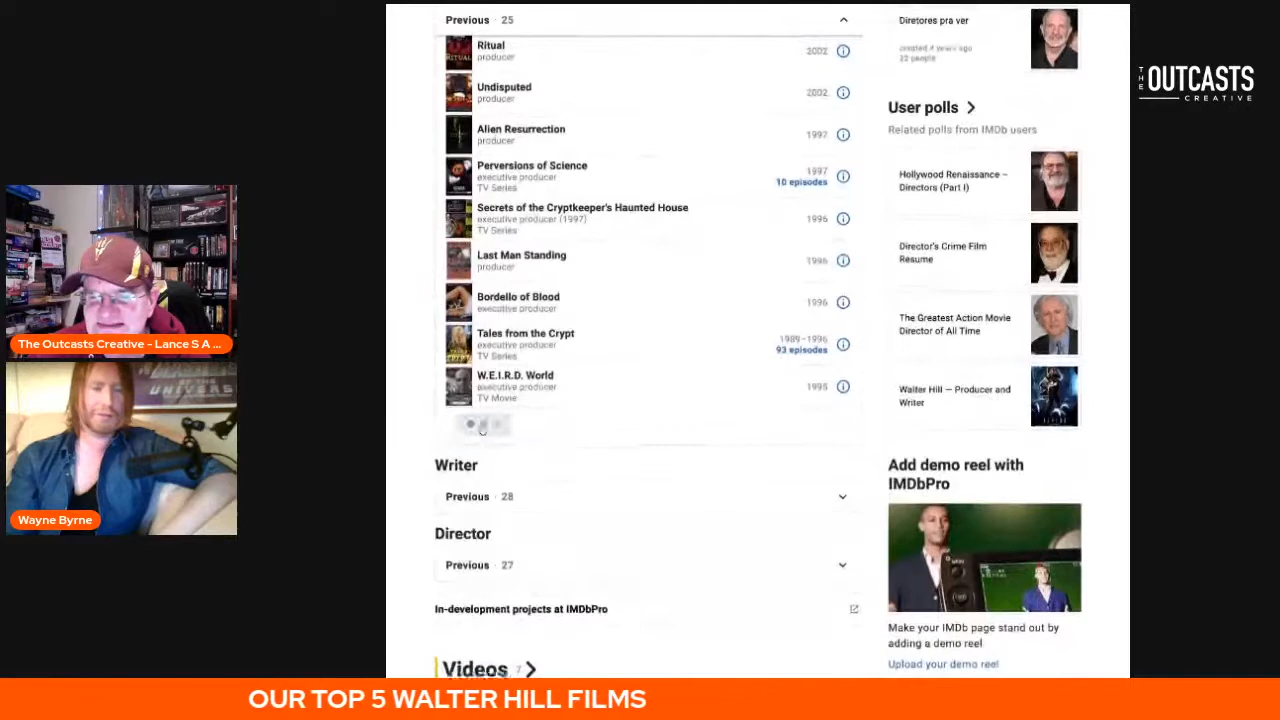 THE OUTCASTS
CREATIVE
The Outcasts Creative - Lance S A ...
Wayne Byrne
Previous · 25
Ritual
producer
2002
Undisputed
producer
2002
Alien Resurrection
producer
1997
Perversions of Science
executive producer
TV Series
1997
10 episodes
Secrets of the Cryptkeeper's Haunted House
executive producer (1997)
TV Series
1996
Last Man Standing
producer
1996
Bordello of Blood
executive producer
1996
Tales from the Crypt
executive producer
TV Series
1989–1996
93 episodes
W.E.I.R.D. World
executive producer
TV Movie
1995
Writer
Previous · 28
Director
Previous · 27
In-development projects at IMDbPro
Videos 7
Diretores pra ver
created 4 years ago
22 people
User polls
Related polls from IMDb users
Hollywood Renaissance –
Directors (Part I)
Director's Crime Film
Resume
The Greatest Action Movie
Director of All Time
Walter Hill — Producer and
Writer
Add demo reel with
IMDbPro
Make your IMDb page stand out by
adding a demo reel
Upload your demo reel
OUR TOP 5 WALTER HILL FILMS